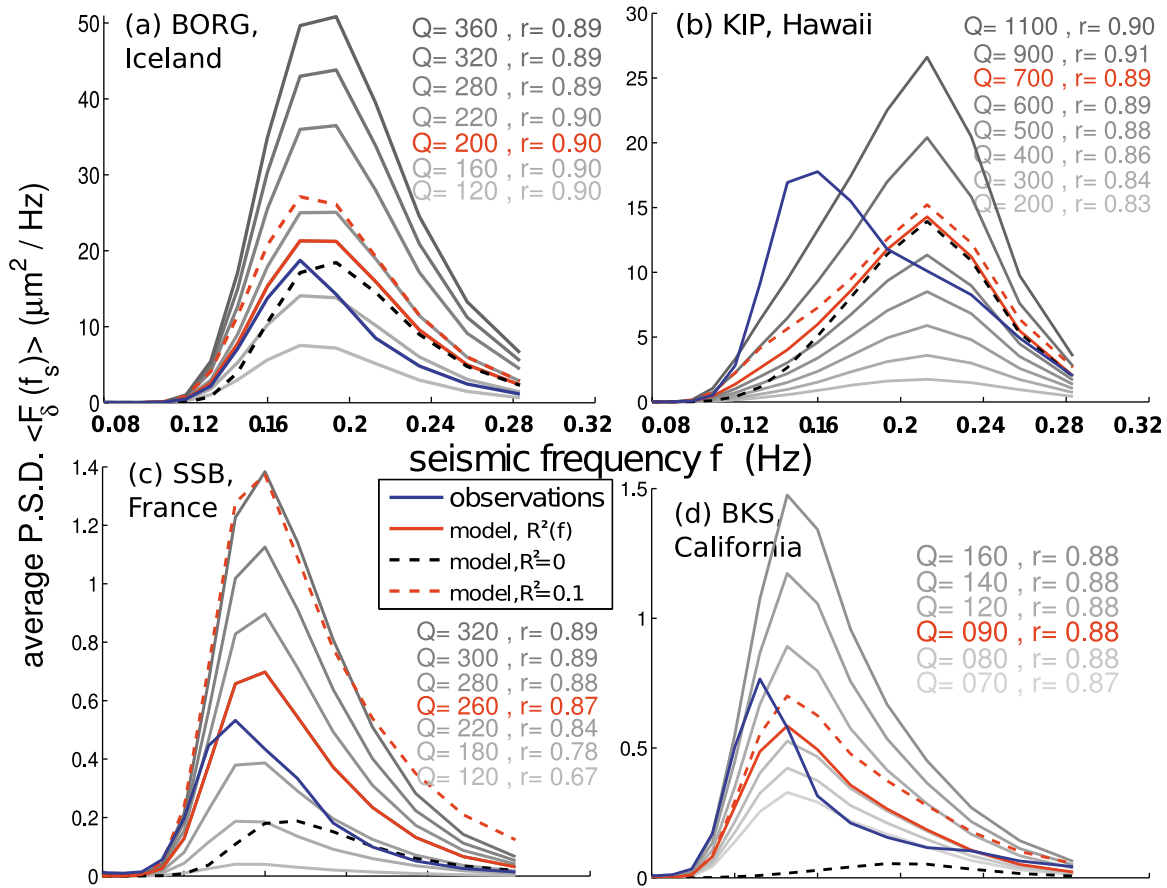 (a) BORG,
Iceland
Q= 360 , r= 0.89
Q= 320 , r= 0.89
Q= 280 , r= 0.89
Q= 220 , r= 0.90
Q= 200 , r= 0.90
Q= 160 , r= 0.90
Q= 120 , r= 0.90
50
40
30
20
10
0
0.08 0.12 0.16 0.2 0.24 0.28 0.32
(b) KIP, Hawaii
Q= 1100 , r= 0.90
Q= 900 , r= 0.91
Q= 700 , r= 0.89
Q= 600 , r= 0.89
Q= 500 , r= 0.88
Q= 400 , r= 0.86
Q= 300 , r= 0.84
Q= 200 , r= 0.83
30
25
20
15
10
5
0
0.08 0.12 0.16 0.2 0.24 0.28 0.32
average P.S.D. <F_δ (f_s)> (μm² / Hz)
seismic frequency f (Hz)
(c) SSB,
France
observations
model, R²(f)
model,R²=0
model,R²=0.1
Q= 320 , r= 0.89
Q= 300 , r= 0.89
Q= 280 , r= 0.88
Q= 260 , r= 0.87
Q= 220 , r= 0.84
Q= 180 , r= 0.78
Q= 120 , r= 0.67
1.4
1.2
1
0.8
0.6
0.4
0.2
0
(d) BKS,
California
Q= 160 , r= 0.88
Q= 140 , r= 0.88
Q= 120 , r= 0.88
Q= 090 , r= 0.88
Q= 080 , r= 0.88
Q= 070 , r= 0.87
1.5
1
0.5
0